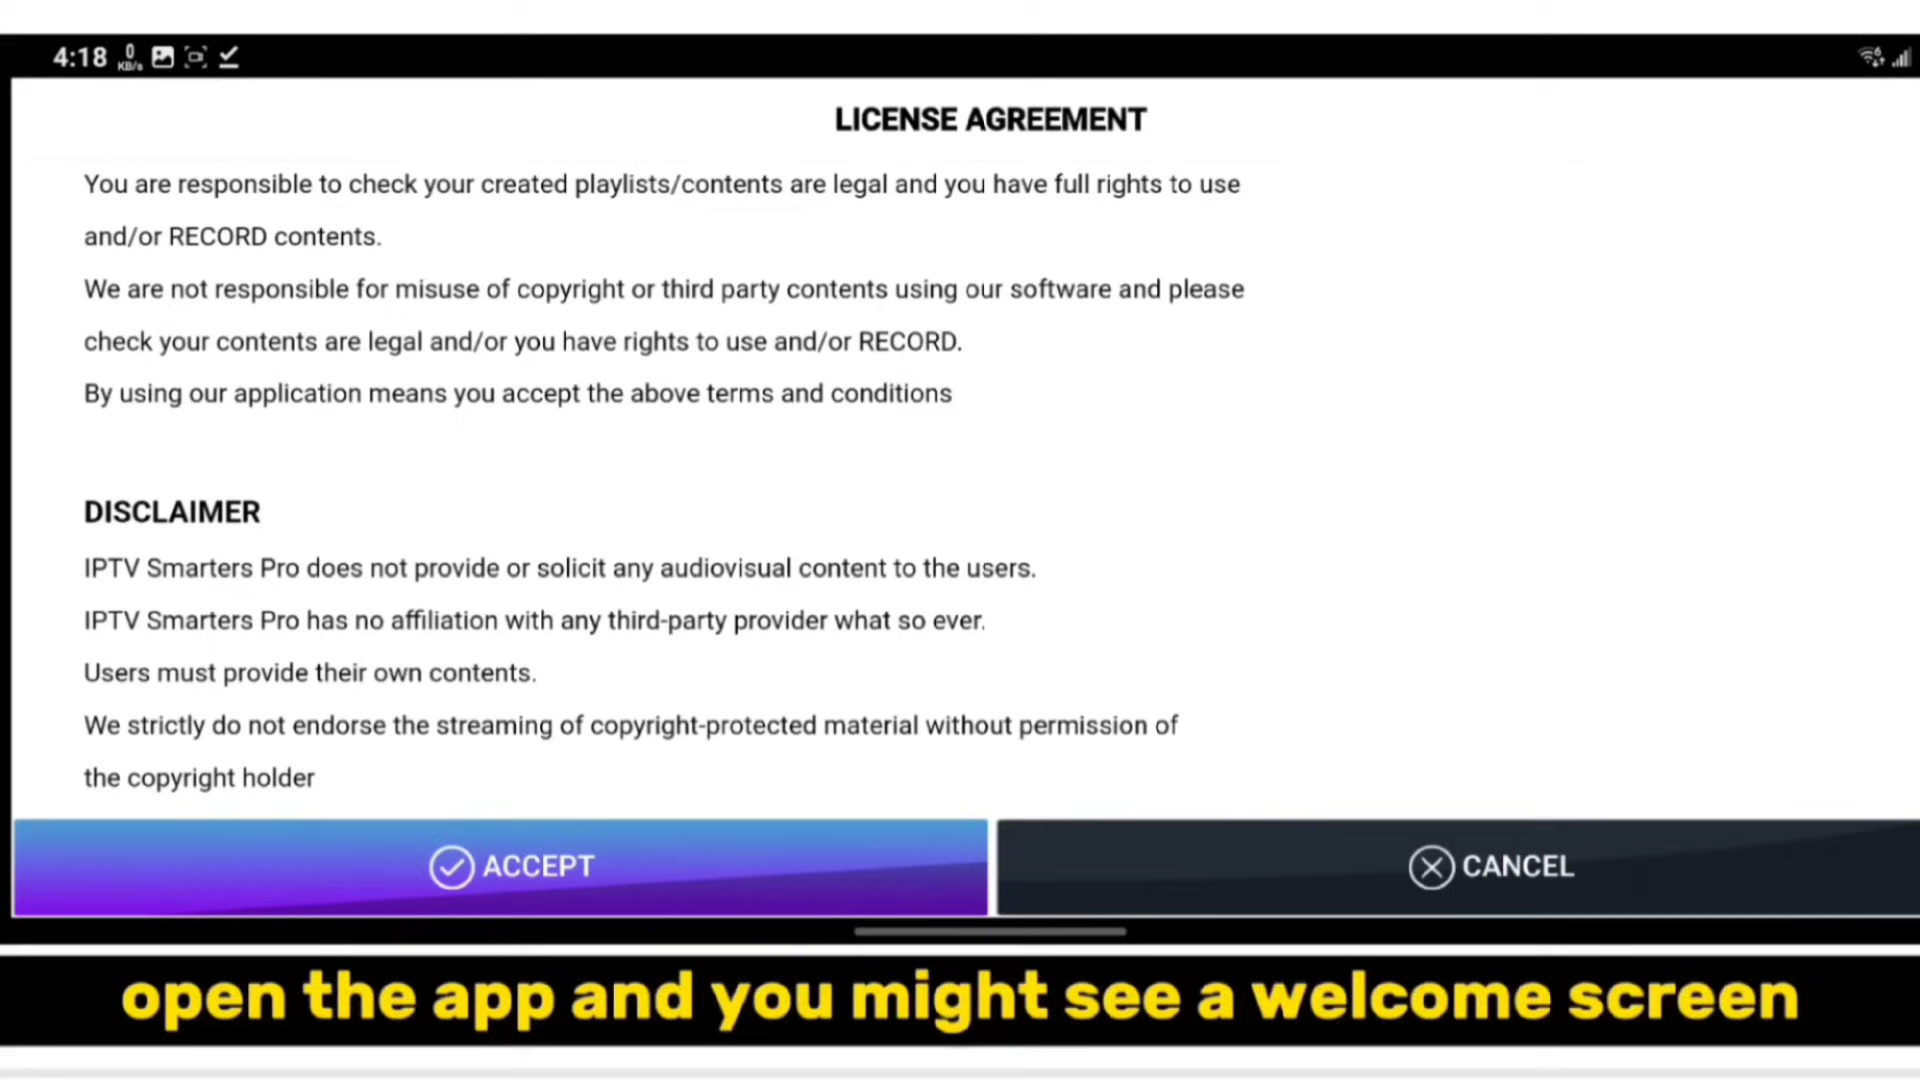 4:18 0 KB/s 6
LICENSE AGREEMENT
You are responsible to check your created playlists/contents are legal and you have full rights to use
and/or RECORD contents.
We are not responsible for misuse of copyright or third party contents using our software and please
check your contents are legal and/or you have rights to use and/or RECORD.
By using our application means you accept the above terms and conditions
DISCLAIMER
IPTV Smarters Pro does not provide or solicit any audiovisual content to the users.
IPTV Smarters Pro has no affiliation with any third-party provider what so ever.
Users must provide their own contents.
We strictly do not endorse the streaming of copyright-protected material without permission of
the copyright holder
ACCEPT CANCEL
open the app and you might see a welcome screen